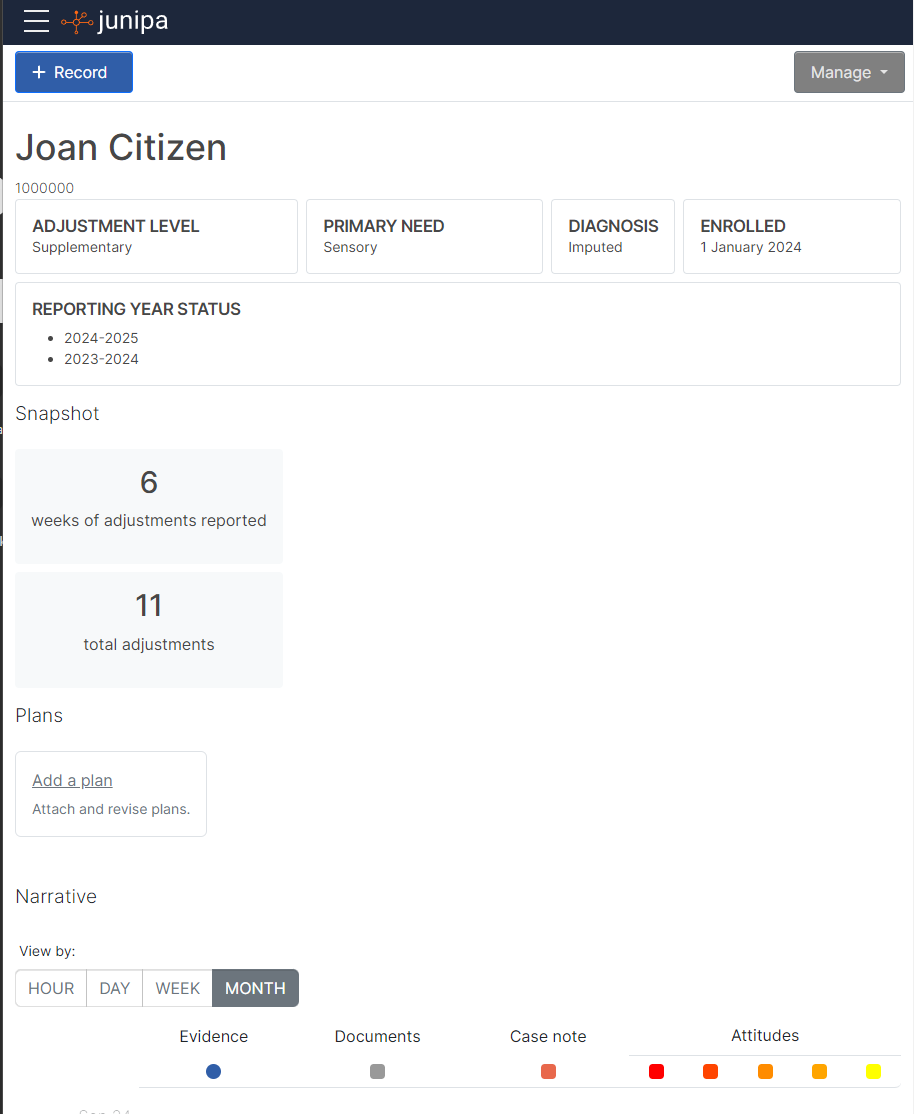 junipa
+ Record
Manage
Joan Citizen
1000000
ADJUSTMENT LEVEL
Supplementary
PRIMARY NEED
Sensory
DIAGNOSIS
Imputed
ENROLLED
1 January 2024
REPORTING YEAR STATUS
• 2024-2025
• 2023-2024
Snapshot
6
weeks of adjustments reported
11
total adjustments
Plans
Add a plan
Attach and revise plans.
Narrative
View by:
HOUR DAY WEEK MONTH
Evidence Documents Case note Attitudes